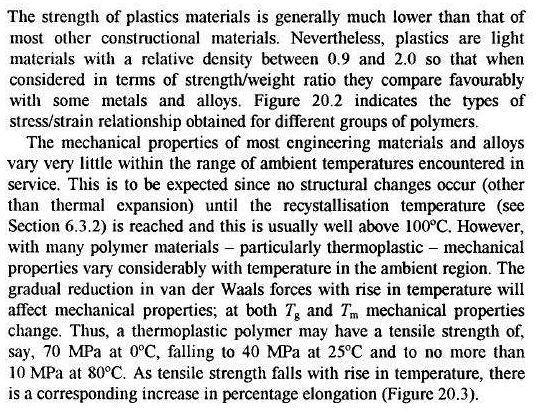 The strength of plastics materials is generally much lower than that of
most other constructional materials. Nevertheless, plastics are light
materials with a relative density between 0.9 and 2.0 so that when
considered in terms of strength/weight ratio they compare favourably
with some metals and alloys. Figure 20.2 indicates the types of
stress/strain relationship obtained for different groups of polymers.
The mechanical properties of most engineering materials and alloys
vary very little within the range of ambient temperatures encountered in
service. This is to be expected since no structural changes occur (other
than thermal expansion) until the recystallisation temperature (see
Section 6.3.2) is reached and this is usually well above 100°C. However,
with many polymer materials – particularly thermoplastic – mechanical
properties vary considerably with temperature in the ambient region. The
gradual reduction in van der Waals forces with rise in temperature will
affect mechanical properties; at both Tg and Tm mechanical properties
change. Thus, a thermoplastic polymer may have a tensile strength of,
say, 70 MPa at 0°C, falling to 40 MPa at 25°C and to no more than
10 MPa at 80°C. As tensile strength falls with rise in temperature, there
is a corresponding increase in percentage elongation (Figure 20.3).